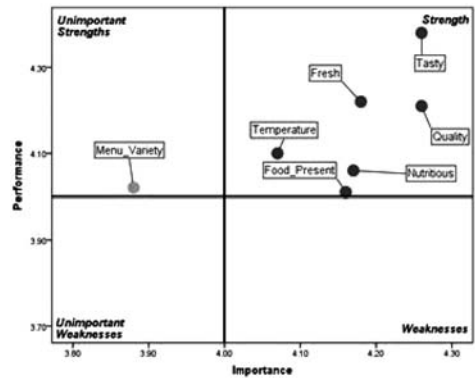 Unimportant
Strengths
Strength
Tasty
Fresh
Quality
Temperature
Menu_Variety
Food_Present
Nutritious
Unimportant
Weaknesses
Weaknesses
4.30
4.10
3.90
3.70
Performance
3.80
3.90
4.00
4.10
4.20
4.30
Importance